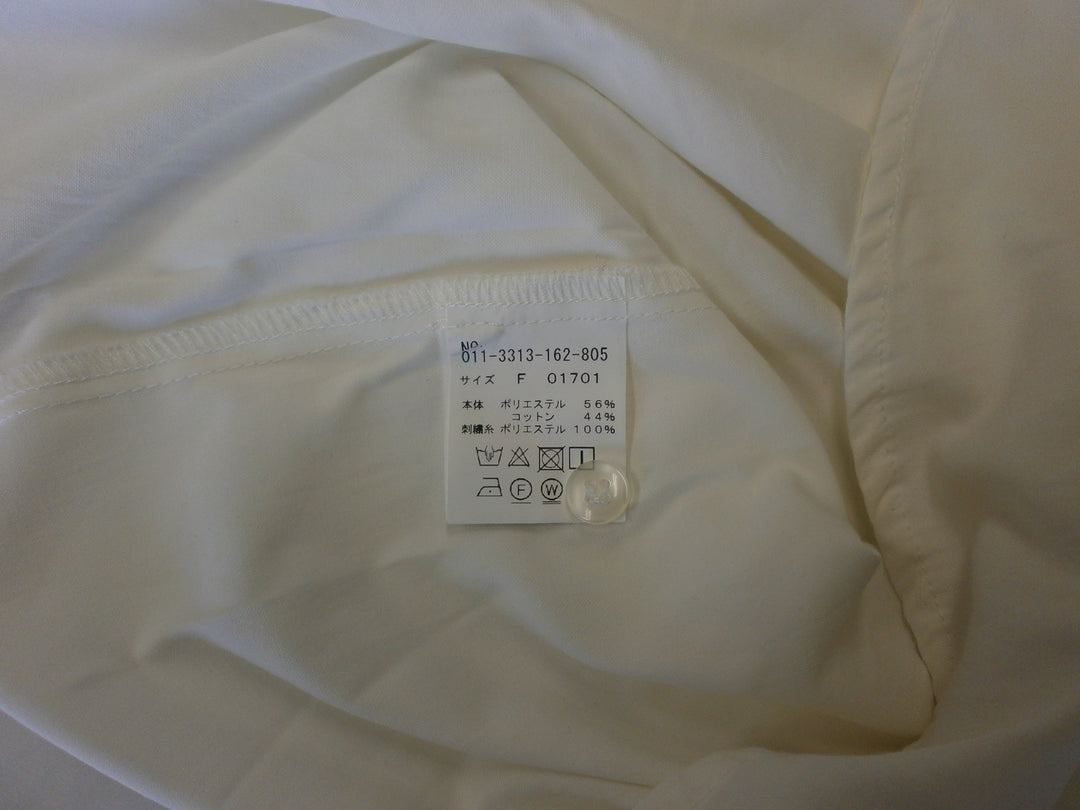 NO.
011-3313-162-805
サイズ F 01701
本体 ポリエステル 56%
コットン 44%
刺繍糸 ポリエステル 100%
F W